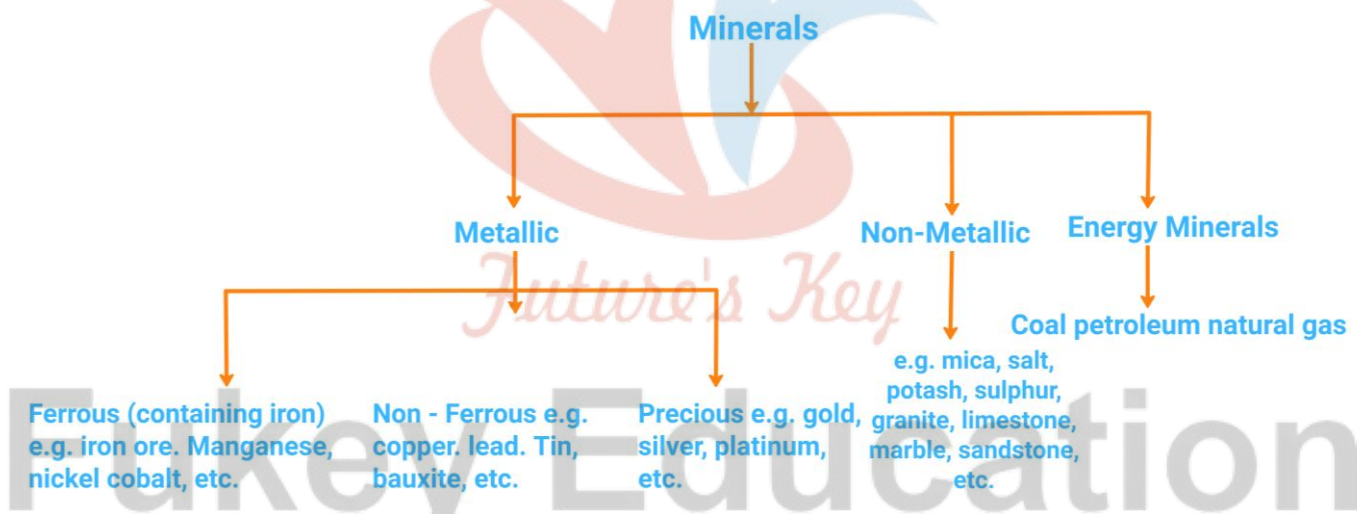 Minerals
Metallic
Non-Metallic
Energy Minerals
Future's Key
Coal petroleum natural gas
Ferrous (containing iron)
e.g. iron ore. Manganese,
nickel cobalt, etc.
Non - Ferrous e.g.
copper. lead. Tin,
bauxite, etc.
Precious e.g. gold,
silver, platinum,
etc.
e.g. mica, salt,
potash, sulphur,
granite, limestone,
marble, sandstone,
etc.
Fukey Education